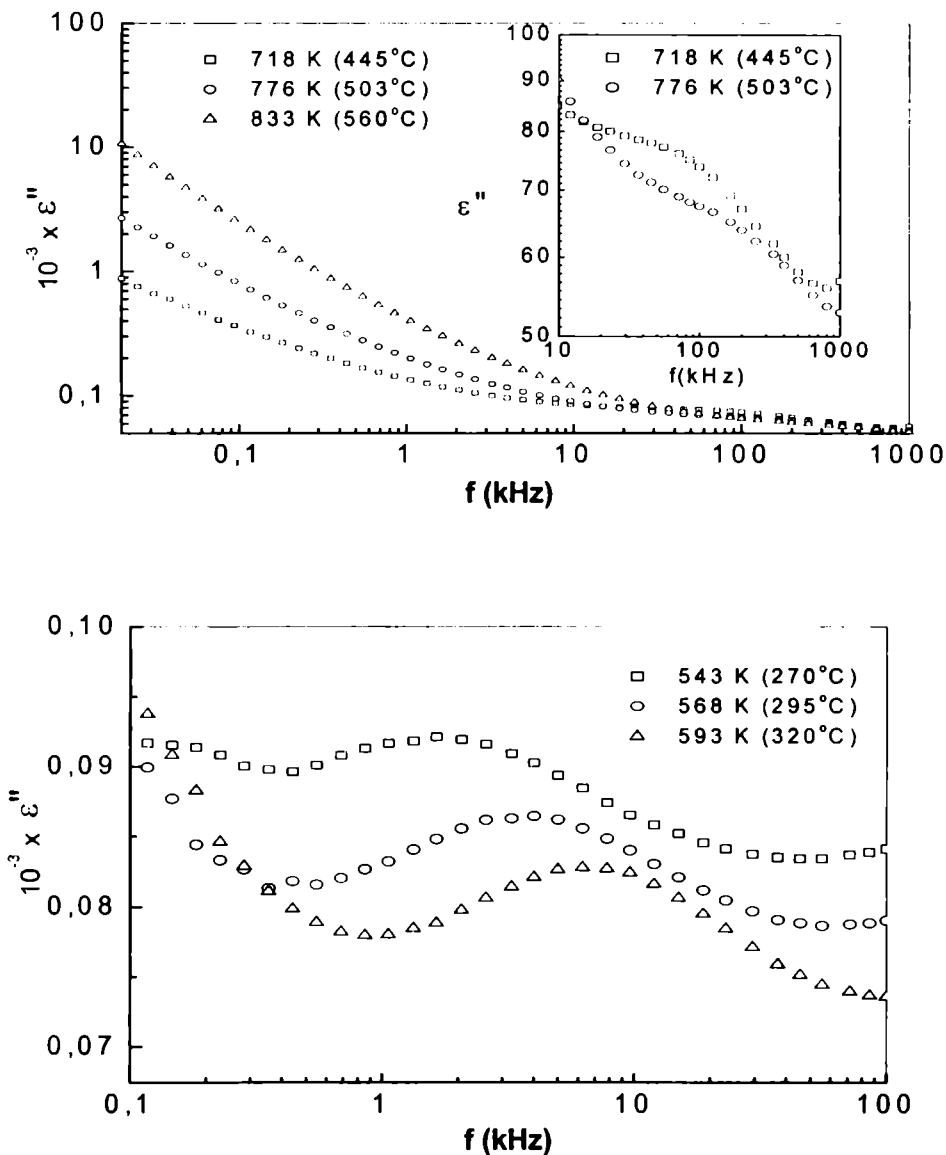 100
10
1
0,1
10⁻³ x ε"
718 K (445°C)
776 K (503°C)
833 K (560°C)
0,1
1
10
100
1000
f (kHz)
100
90
80
70
60
50
ε"
718 K (445°C)
776 K (503°C)
10
100
1000
f(kHz)
0,10
0,09
0,08
0,07
10⁻³ x ε"
543 K (270°C)
568 K (295°C)
593 K (320°C)
0,1
1
10
100
f (kHz)